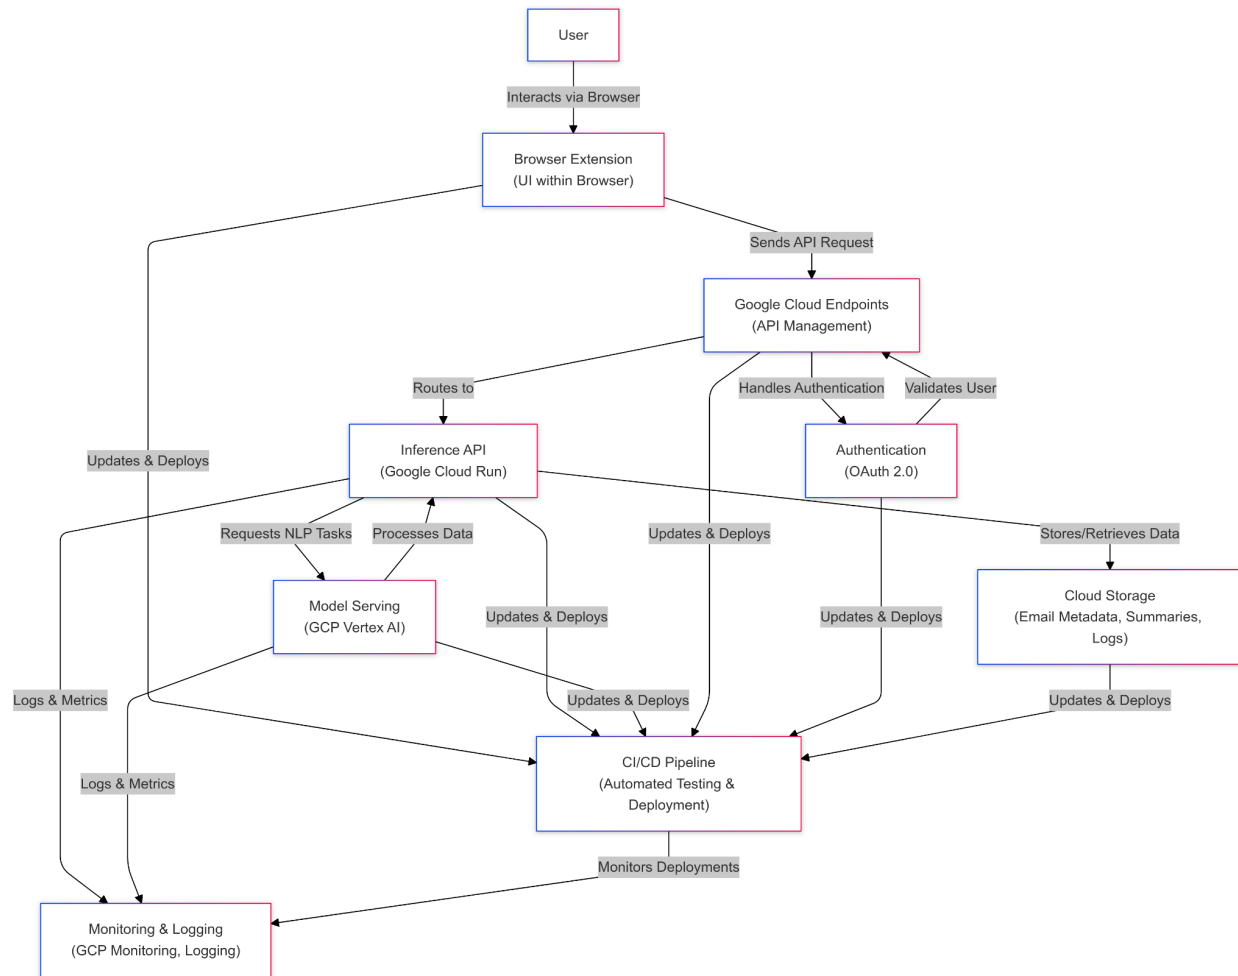 User
Interacts via Browser
Browser Extension
(UI within Browser)
Sends API Request
Google Cloud Endpoints
(API Management)
Routes to
Handles Authentication
Validates User
Inference API
(Google Cloud Run)
Authentication
(OAuth 2.0)
Updates & Deploys
Requests NLP Tasks
Processes Data
Updates & Deploys
Stores/Retrieves Data
Model Serving
(GCP Vertex AI)
Cloud Storage
(Email Metadata, Summaries,
Logs)
Updates & Deploys
Updates & Deploys
Logs & Metrics
Updates & Deploys
Updates & Deploys
Logs & Metrics
CI/CD Pipeline
(Automated Testing &
Deployment)
Monitors Deployments
Monitoring & Logging
(GCP Monitoring, Logging)